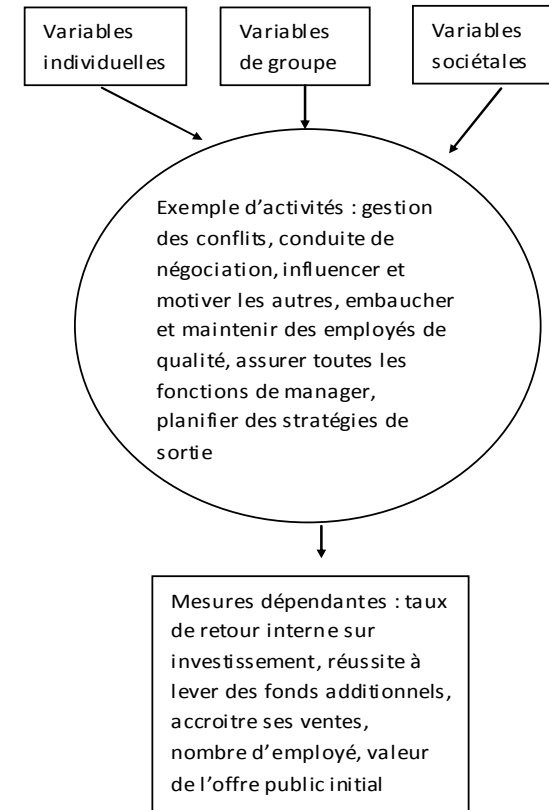 Variables
individuelles
Variables
de groupe
Variables
sociétales
Exemple d’activités : gestion
des conflits, conduite de
négociation, influencer et
motiver les autres, embaucher
et maintenir des employés de
qualité, assurer toutes les
fonctions de manager,
planifier des stratégies de
sortie
Mesures dépendantes : taux
de retour interne sur
investissement, réussite à
lever des fonds additionnels,
accroitre ses ventes,
nombre d’employé, valeur
de l’offre public initial